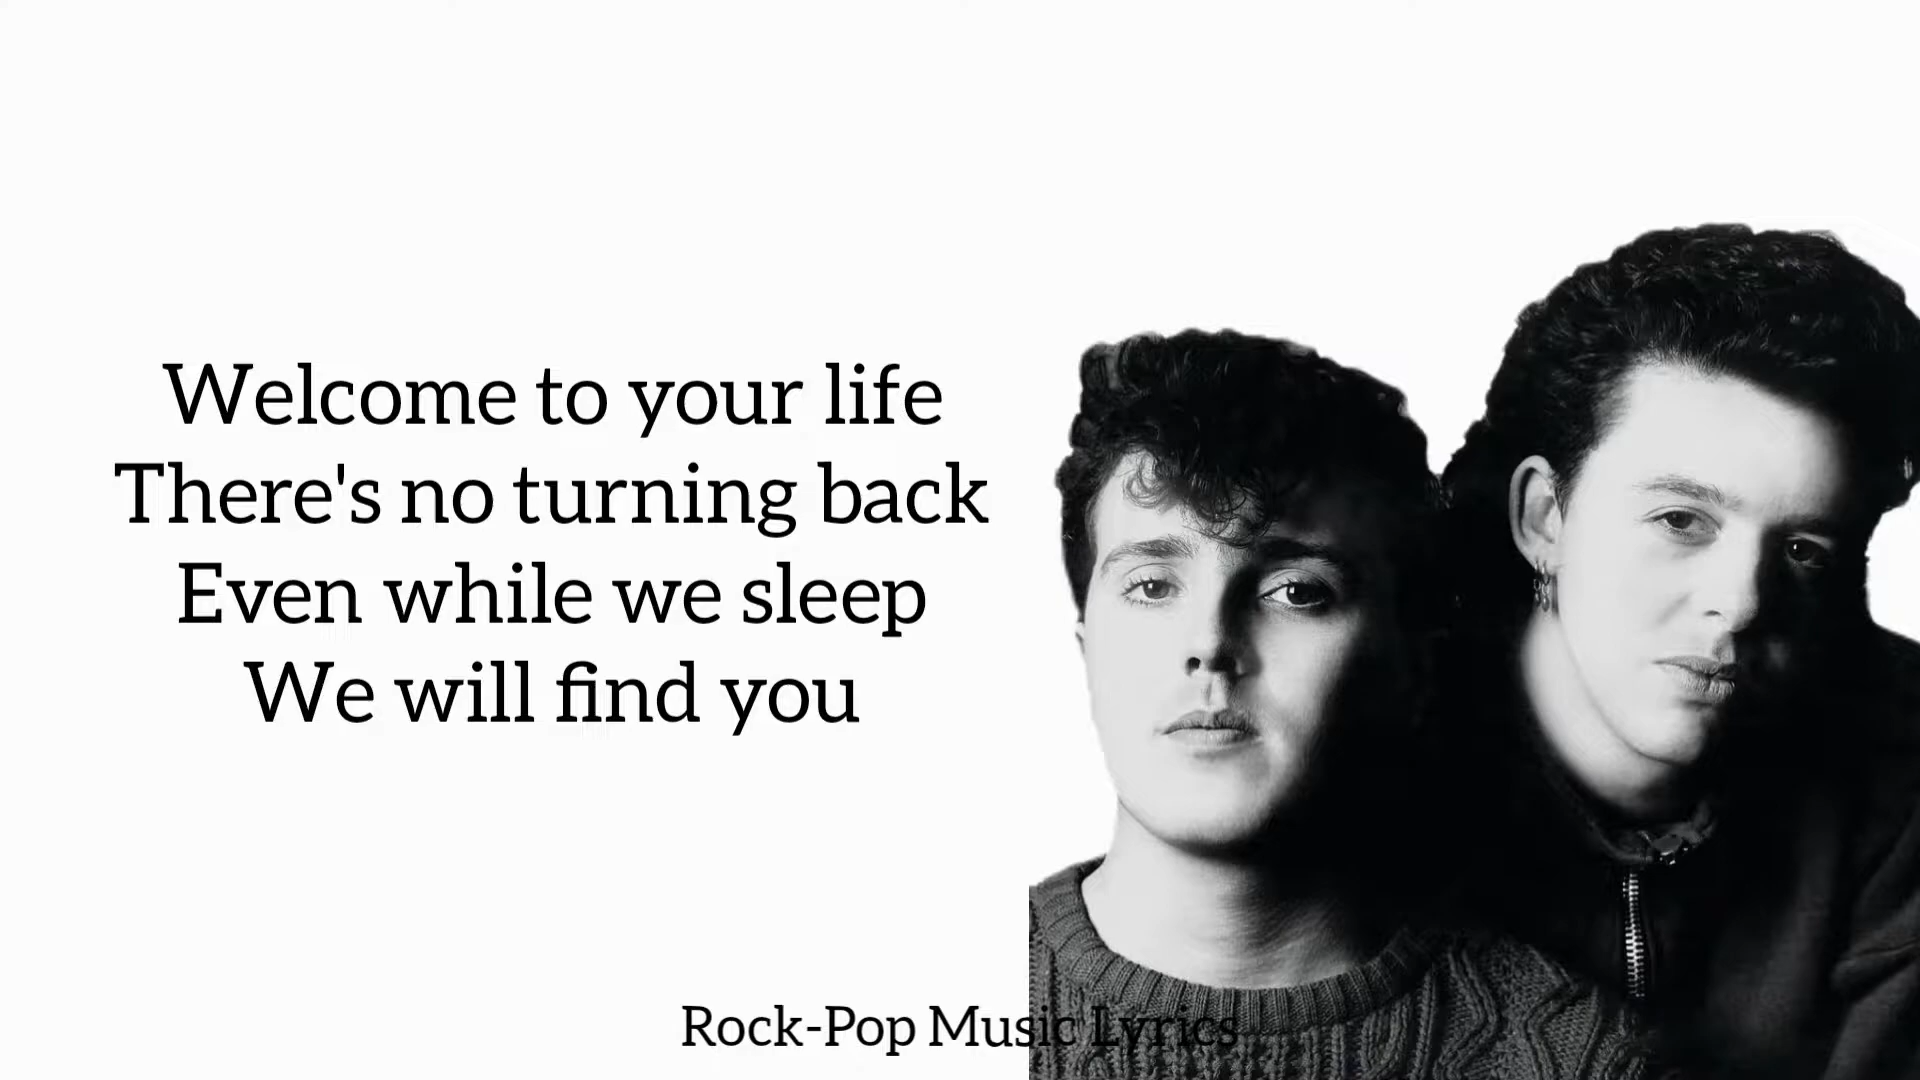 Welcome to your life
There's no turning back
Even while we sleep
We will find you
Rock-Pop Music Lyrics